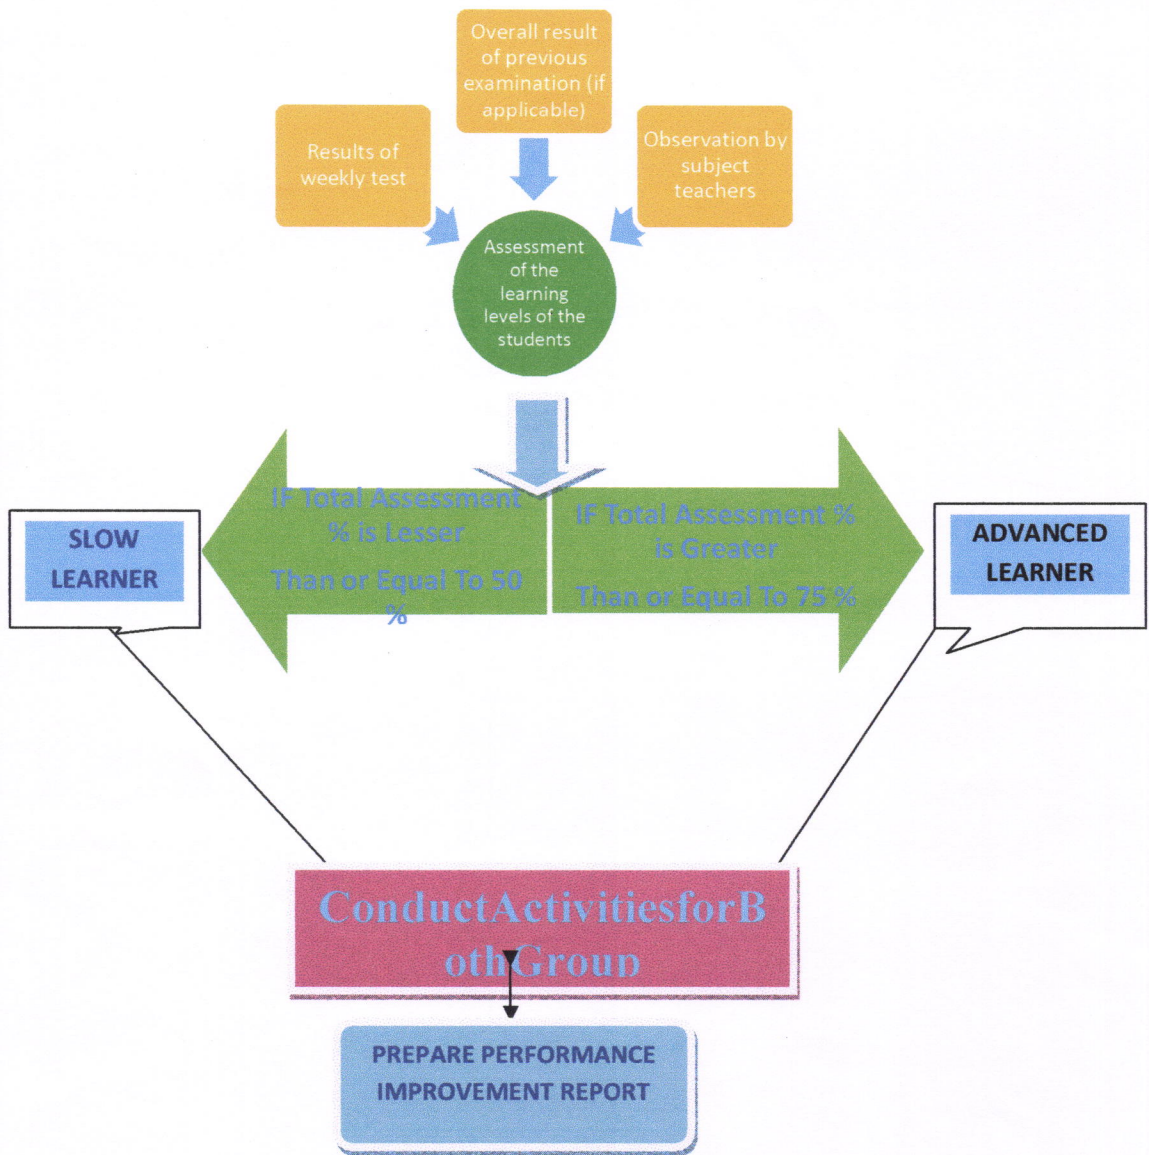 Overall result
of previous
examination (if
applicable)
Results of
weekly test
Observation by
subject
teachers
Assessment
of the
learning
levels of the
students
IF Total Assessment
% is Lesser
Than or Equal To 50
%
IF Total Assessment %
is Greater
Than or Equal To 75 %
SLOW
LEARNER
ADVANCED
LEARNER
ConductActivitiesforB
othGroup
PREPARE PERFORMANCE
IMPROVEMENT REPORT